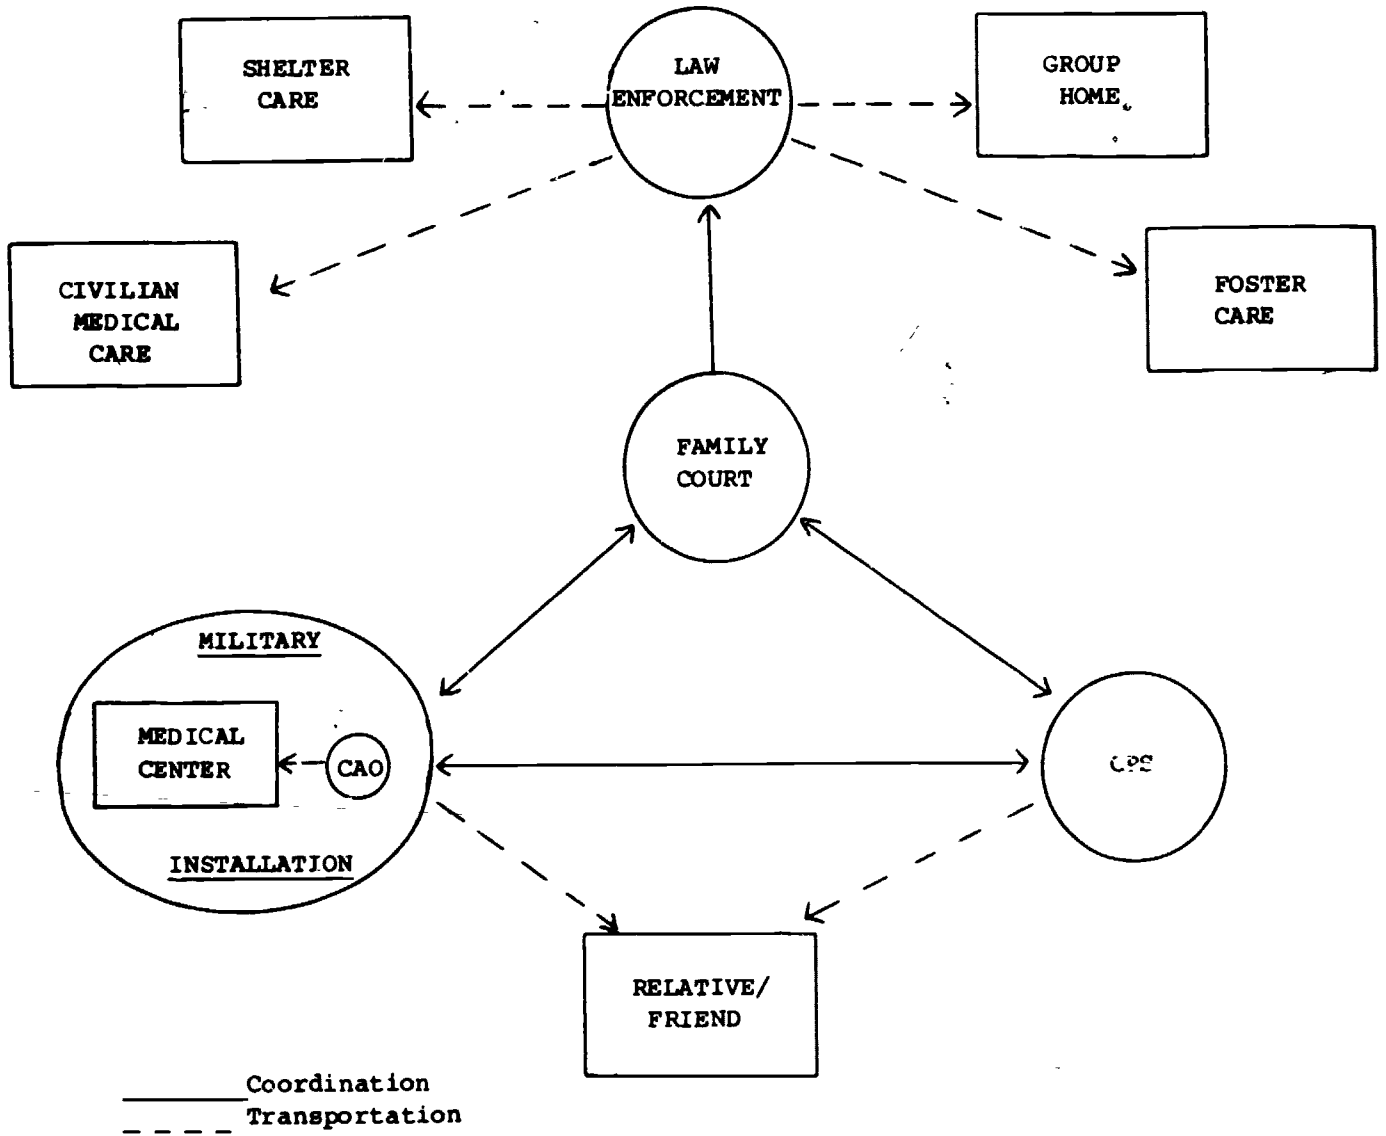 SHELTER
CARE
LAW
ENFORCEMENT
GROUP
HOME
CIVILIAN
MEDICAL
CARE
FOSTER
CARE
FAMILY
COURT
MILITARY
MEDICAL
CENTER
CAO
INSTALLATION
CPS
RELATIVE/
FRIEND
Coordination
Transportation